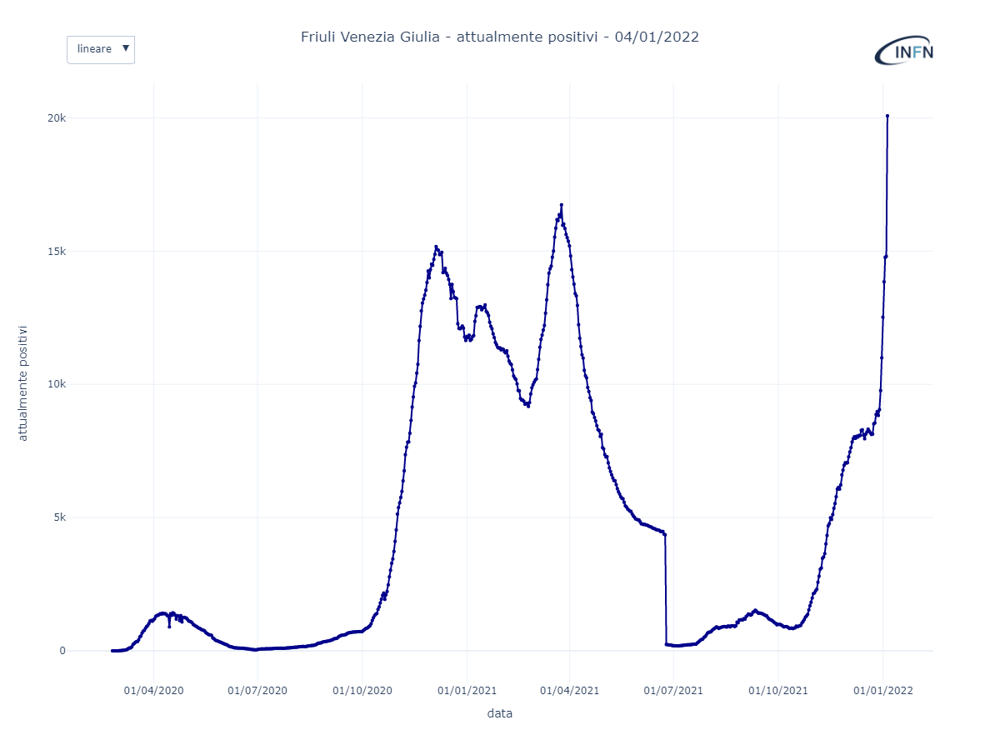 Friuli Venezia Giulia - attualmente positivi - 04/01/2022
lineare ▼
INFN
20k
15k
10k
5k
0
attualmente positivi
01/04/2020 01/07/2020 01/10/2020 01/01/2021 01/04/2021 01/07/2021 01/10/2021 01/01/2022
data